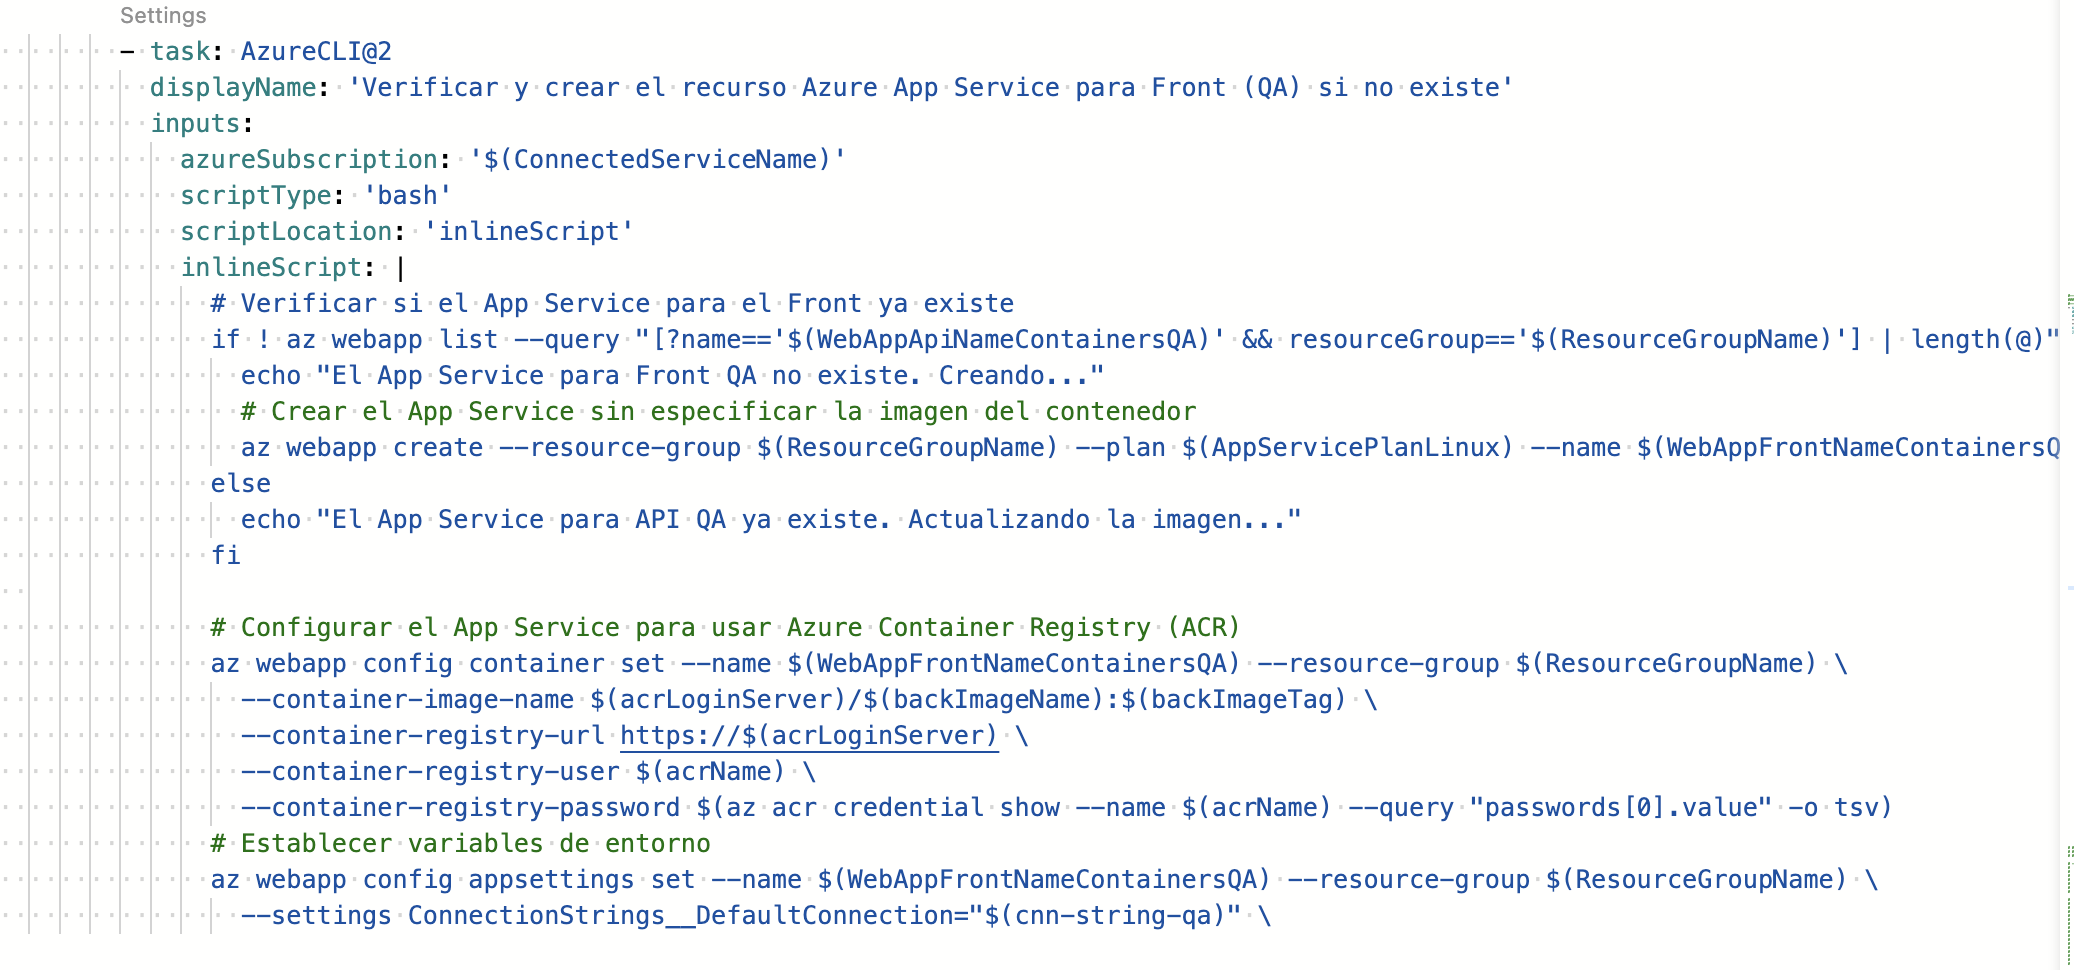 Settings
- task: AzureCLI@2
  displayName: 'Verificar y crear el recurso Azure App Service para Front (QA) si no existe'
  inputs:
    azureSubscription: '$(ConnectedServiceName)'
    scriptType: 'bash'
    scriptLocation: 'inlineScript'
    inlineScript: |
      # Verificar si el App Service para el Front ya existe
      if ! az webapp list --query "[?name=='$(WebAppApiNameContainersQA)' && resourceGroup=='$(ResourceGroupName)'] | length(@)"
        echo "El App Service para Front QA no existe. Creando..."
        # Crear el App Service sin especificar la imagen del contenedor
        az webapp create --resource-group $(ResourceGroupName) --plan $(AppServicePlanLinux) --name $(WebAppFrontNameContainersQ
      else
        echo "El App Service para API QA ya existe. Actualizando la imagen..."
      fi

      # Configurar el App Service para usar Azure Container Registry (ACR)
      az webapp config container set --name $(WebAppFrontNameContainersQA) --resource-group $(ResourceGroupName) \
        --container-image-name $(acrLoginServer)/$(backImageName):$(backImageTag) \
        --container-registry-url https://$(acrLoginServer) \
        --container-registry-user $(acrName) \
        --container-registry-password $(az acr credential show --name $(acrName) --query "passwords[0].value" -o tsv)
      # Establecer variables de entorno
      az webapp config appsettings set --name $(WebAppFrontNameContainersQA) --resource-group $(ResourceGroupName) \
        --settings ConnectionStrings__DefaultConnection="$(cnn-string-qa)" \